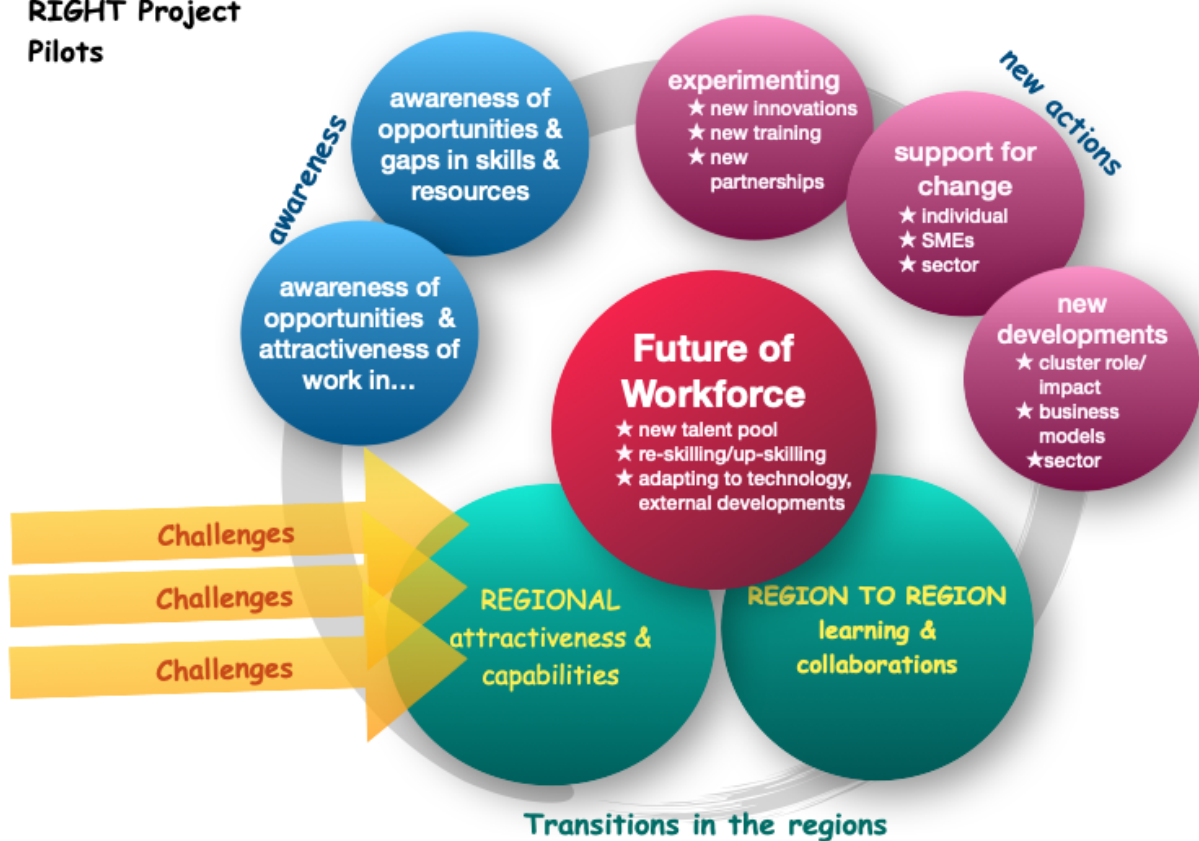 RIGHT Project
Pilots
awareness
awareness of
opportunities &
gaps in skills &
resources
awareness of
opportunities &
attractiveness of
work in...
experimenting
★ new innovations
★ new training
★ new
partnerships
new actions
support for
change
★ individual
★ SMEs
★ sector
new
developments
★ cluster role/
impact
★ business
models
★sector
Future of
Workforce
★ new talent pool
★ re-skilling/up-skilling
★ adapting to technology,
external developments
Challenges
Challenges
Challenges
REGIONAL
attractiveness &
capabilities
REGION TO REGION
learning &
collaborations
Transitions in the regions